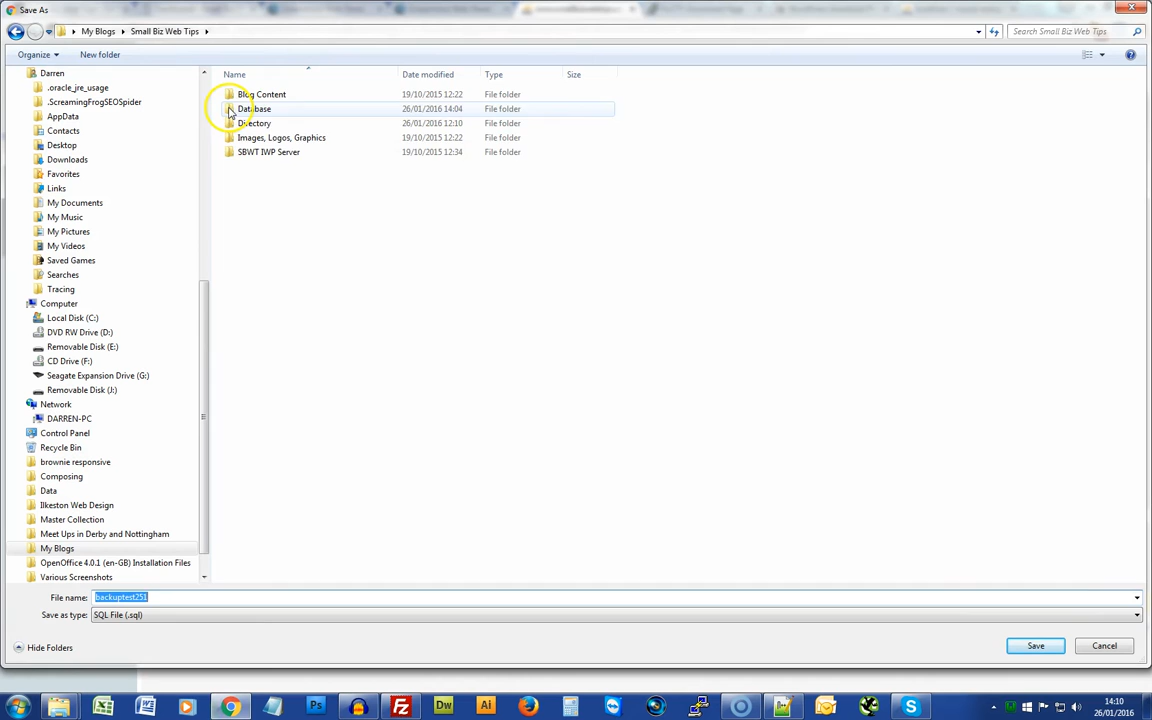 Save As
My Blogs Small Biz Web Tips
Search Small Biz Web Tips
Organize New folder
Name Date modified Type Size
Blog Content 19/10/2015 12:22 File folder
Database 26/01/2016 14:04 File folder
Directory 26/01/2016 12:10 File folder
Images, Logos, Graphics 19/10/2015 12:22 File folder
SBWT IWP Server 19/10/2015 12:34 File folder
Darren
.oracle_jre_usage
.ScreamingFrogSEOSpider
AppData
Contacts
Desktop
Downloads
Favorites
Links
My Documents
My Music
My Pictures
My Videos
Saved Games
Searches
Tracing
Computer
Local Disk (C:)
DVD RW Drive (D:)
Removable Disk (E:)
CD Drive (F:)
Seagate Expansion Drive (G:)
Removable Disk (J:)
Network
DARREN-PC
Control Panel
Recycle Bin
brownie responsive
Composing
Data
Ilkeston Web Design
Master Collection
Meet Ups in Derby and Nottingham
My Blogs
OpenOffice 4.0.1 (en-GB) Installation Files
Various Screenshots
File name: backuptest251
Save as type: SQL File (.sql)
Hide Folders Save Cancel
Ps Dw Ai
14:10
26/01/2016